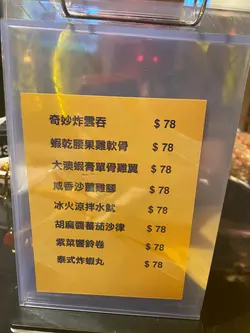 奇妙炸雲吞 $78
蝦乾腰果雞軟骨 $78
大澳蝦膏單骨雞翼 $78
咸香沙薑雞腳 $78
冰火涼拌水魷 $78
胡麻醬蕃茄沙律 $78
紫菜響鈴卷 $78
泰式炸蝦丸 $78